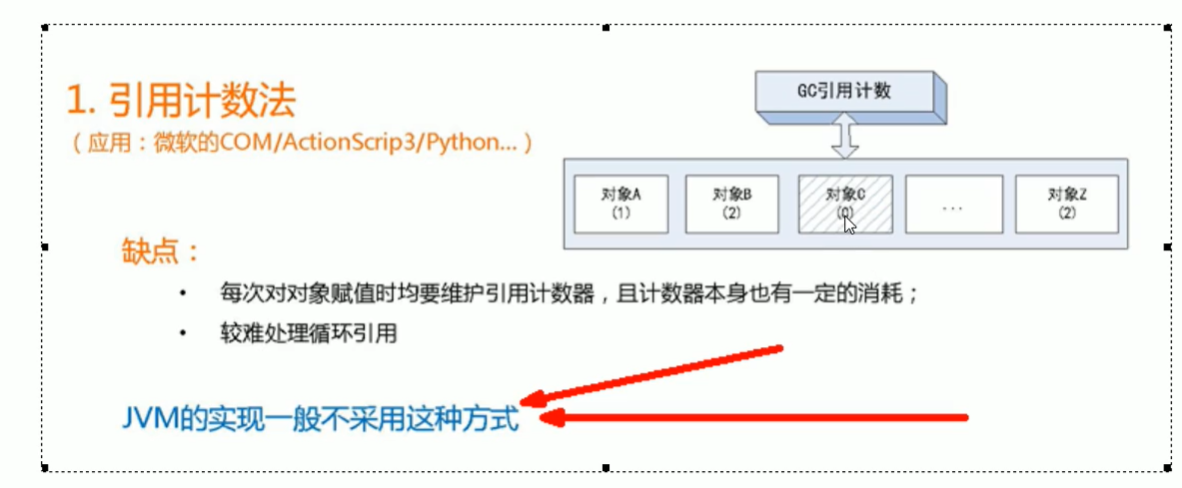 1. 引用计数法
（应用：微软的COM/ActionScrip3/Python...）
GC引用计数
对象A
(1)
对象B
(2)
对象C
(0)
...
对象Z
(2)
缺点：
• 每次对对象赋值时均要维护引用计数器，且计数器本身也有一定的消耗；
• 较难处理循环引用
JVM的实现一般不采用这种方式